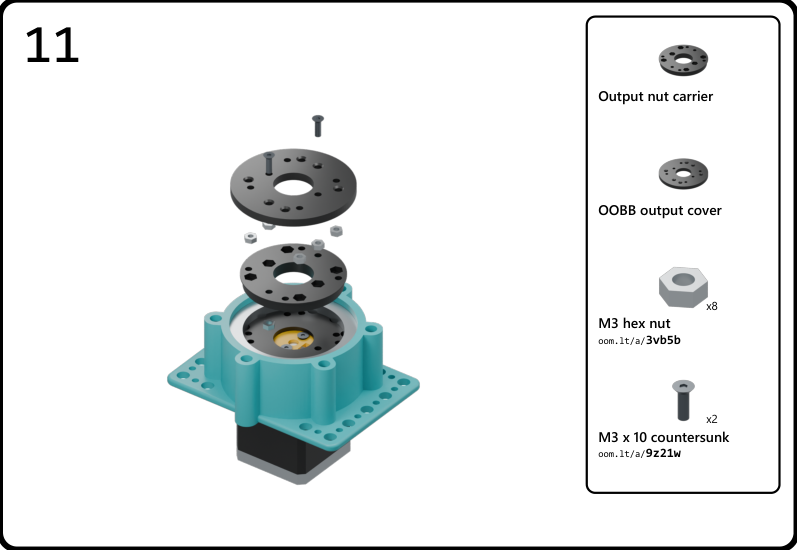 11
Output nut carrier
OOBB output cover
x8
M3 hex nut
oom.lt/a/3vb5b
x2
M3 x 10 countersunk
oom.lt/a/9z21w